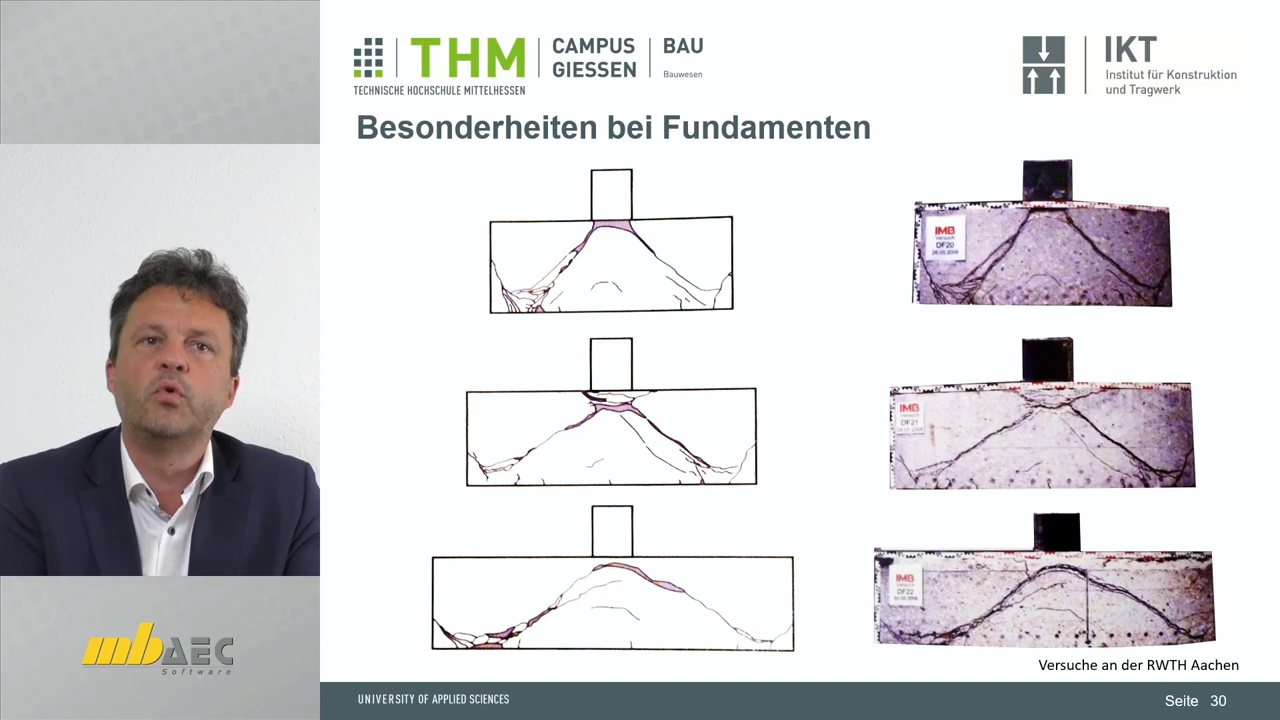 THM
CAMPUS
GIESSEN
BAU
Bauwesen
TECHNISCHE HOCHSCHULE MITTELHESSEN
IKT
Institut für Konstruktion
und Tragwerk
Besonderheiten bei Fundamenten
IMB
Versuch
DF20
IMB
DF21
IMB
DF22
Versuche an der RWTH Aachen
mbAEC
Software
UNIVERSITY OF APPLIED SCIENCES
Seite 30